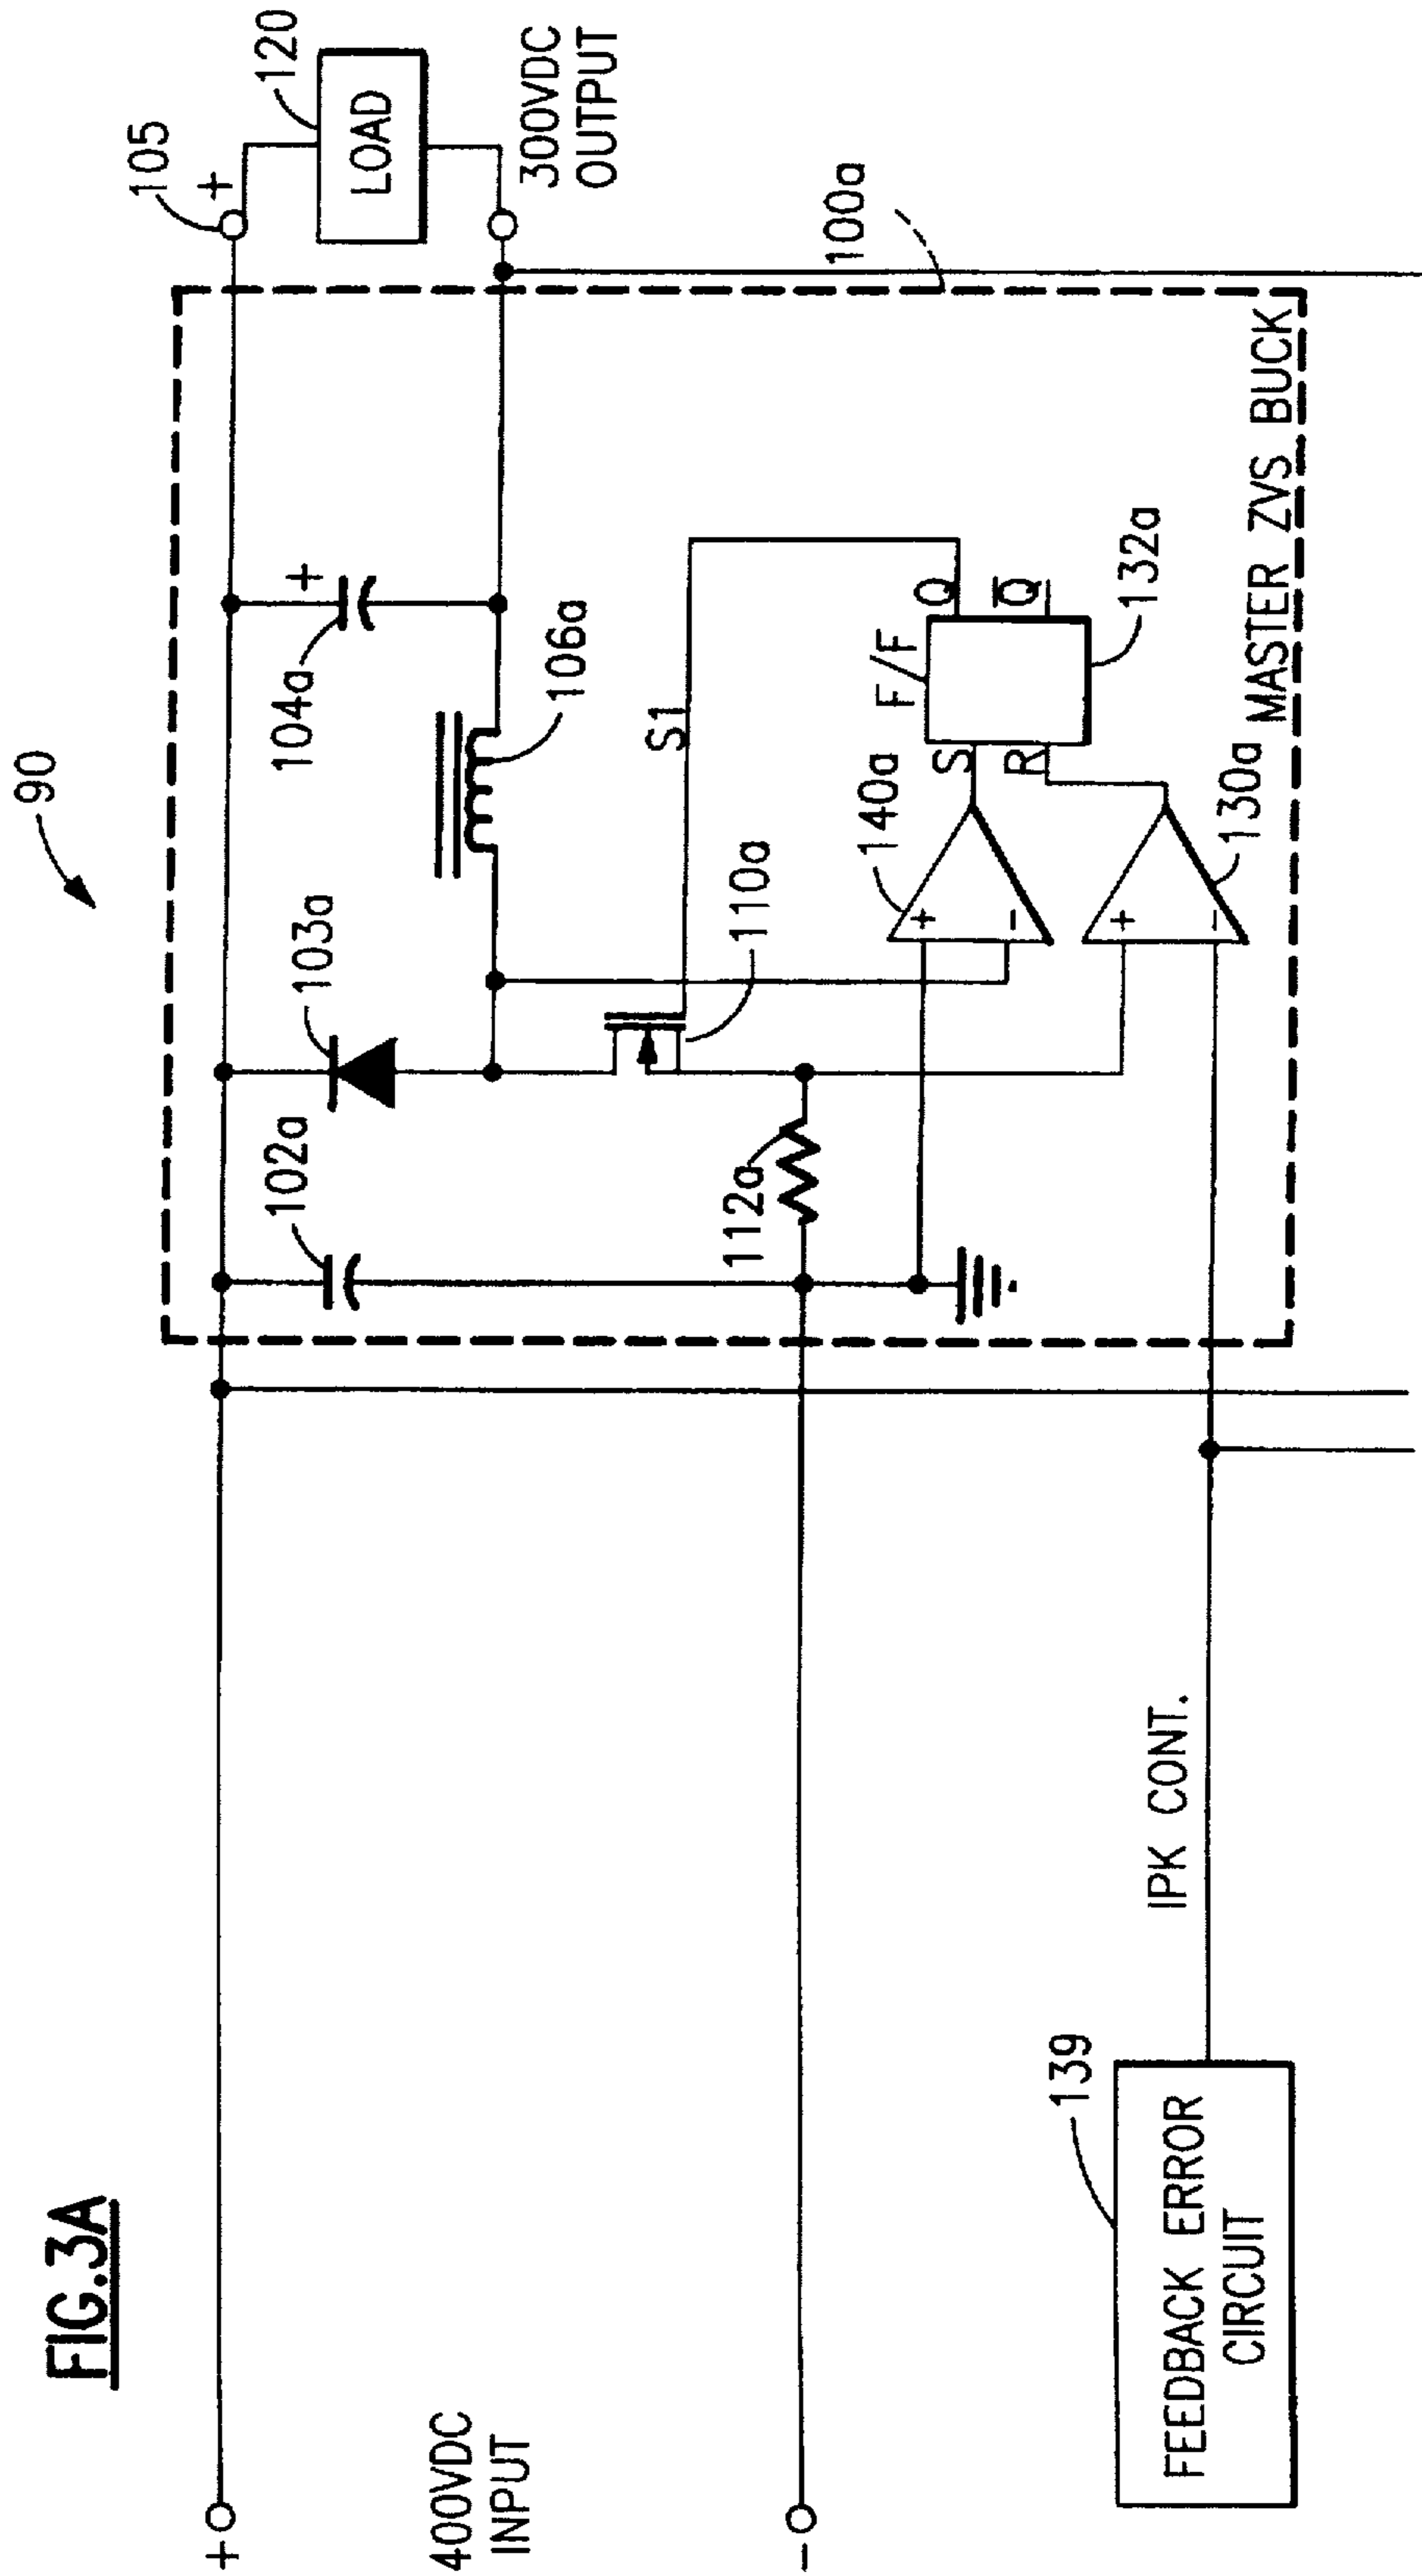 FIG.3A
90
+
400VDC
INPUT
-
102a
103a
104a
+
105
+
120
LOAD
300VDC
OUTPUT
106a
112a
110a
S1
100a
140a
+
-
F/F
S
R
Q
Q̅
132a
+
-
130a
MASTER ZVS BUCK
139
FEEDBACK ERROR
CIRCUIT
IPK CONT.